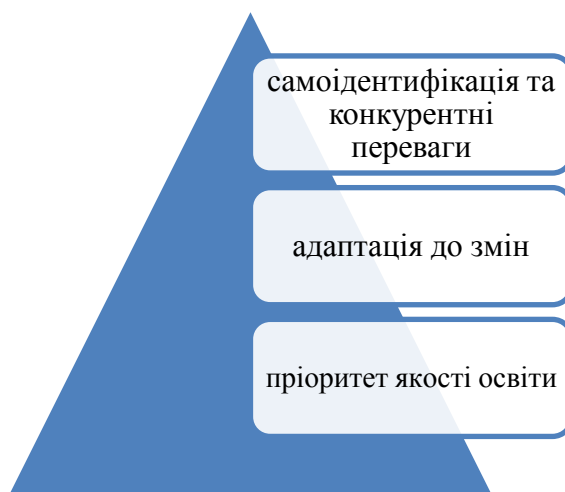 самоідентифікація та
конкурентні
переваги
адаптація до змін
пріоритет якості освіти